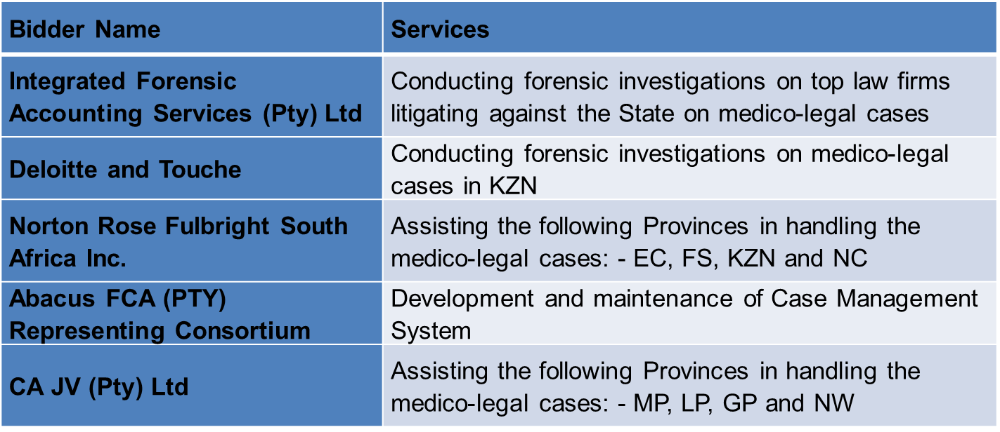 Bidder Name
Services
Integrated Forensic
Accounting Services (Pty) Ltd
Conducting forensic investigations on top law firms
litigating against the State on medico-legal cases
Deloitte and Touche
Conducting forensic investigations on medico-legal
cases in KZN
Norton Rose Fulbright South
Africa Inc.
Assisting the following Provinces in handling the
medico-legal cases: - EC, FS, KZN and NC
Abacus FCA (PTY)
Representing Consortium
Development and maintenance of Case Management
System
CA JV (Pty) Ltd
Assisting the following Provinces in handling the
medico-legal cases: - MP, LP, GP and NW